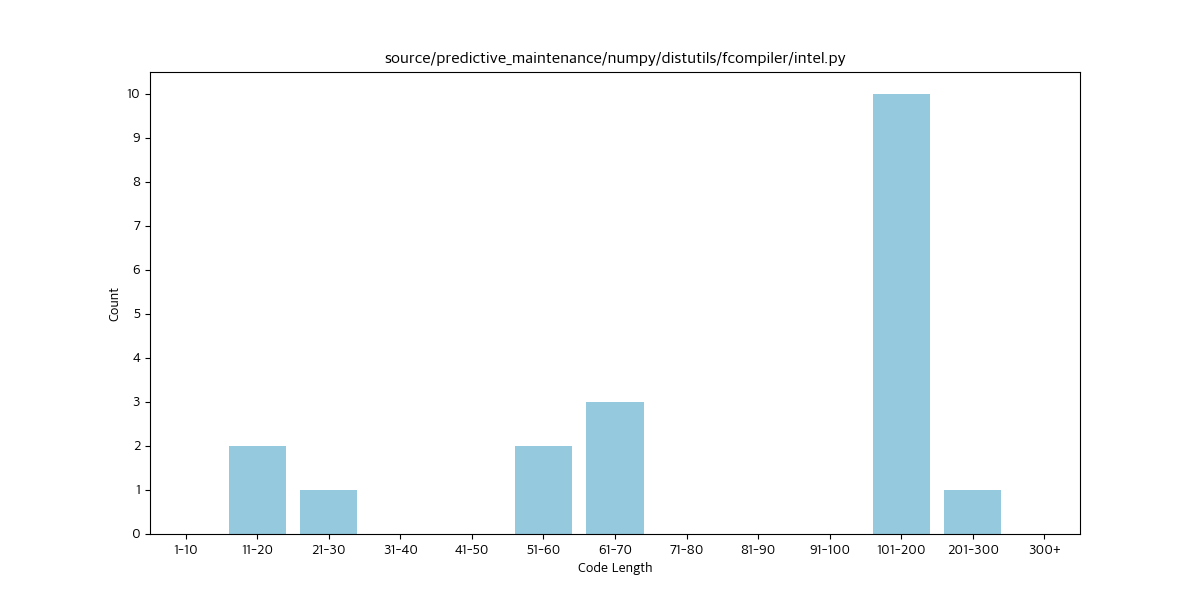 source/predictive_maintenance/numpy/distutils/fcompiler/intel.py
10
9
8
7
6
5
4
3
2
1
0
Count
1-10 11-20 21-30 31-40 41-50 51-60 61-70 71-80 81-90 91-100 101-200 201-300 300+
Code Length